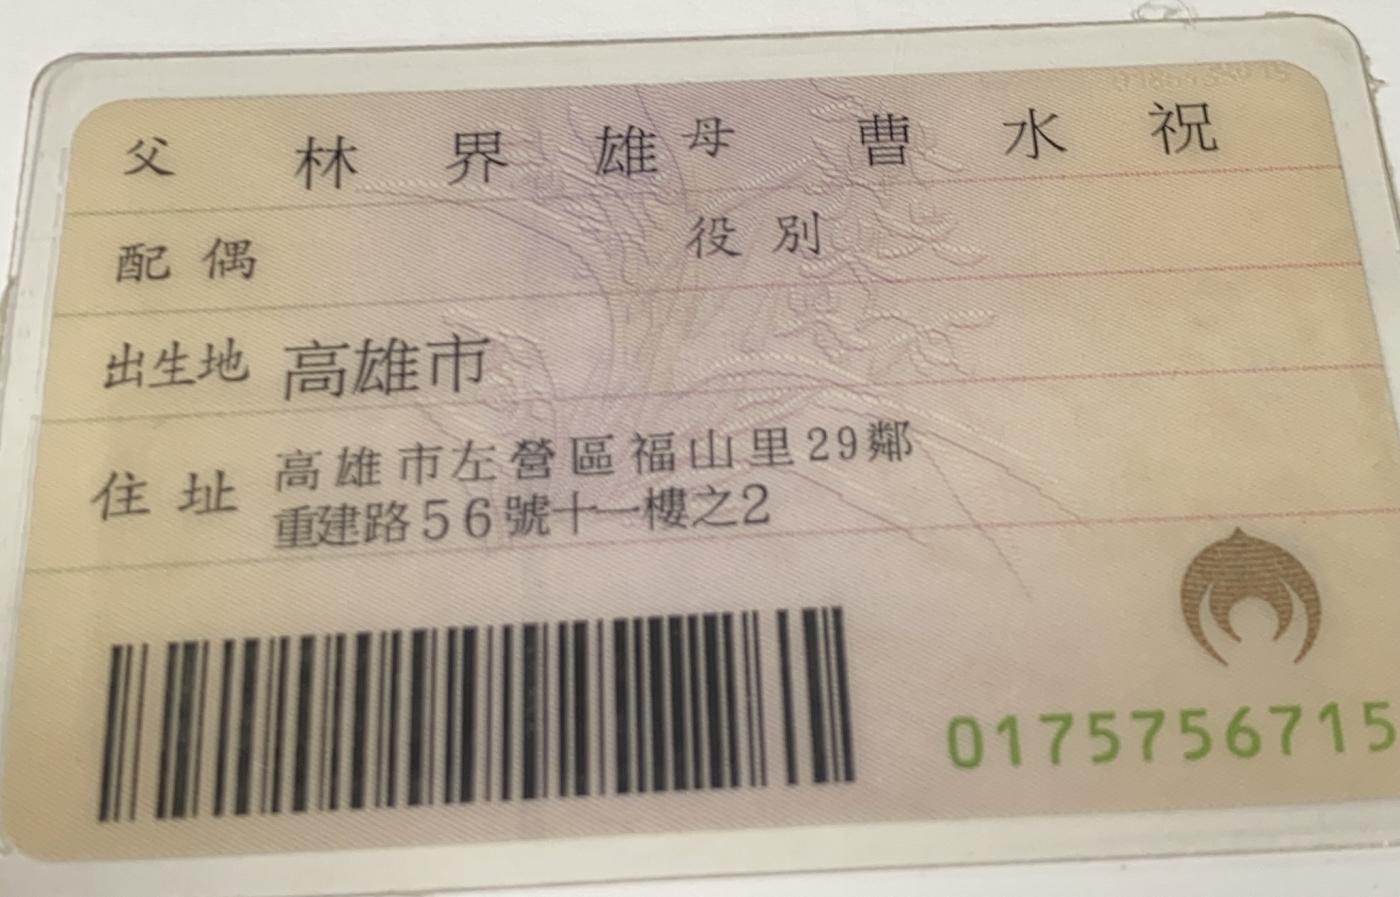 父 林界雄 母 曹水祝
配偶 役別
出生地 高雄市
住址 高雄市左營區福山里29鄰
重建路56號十一樓之2
0175756715